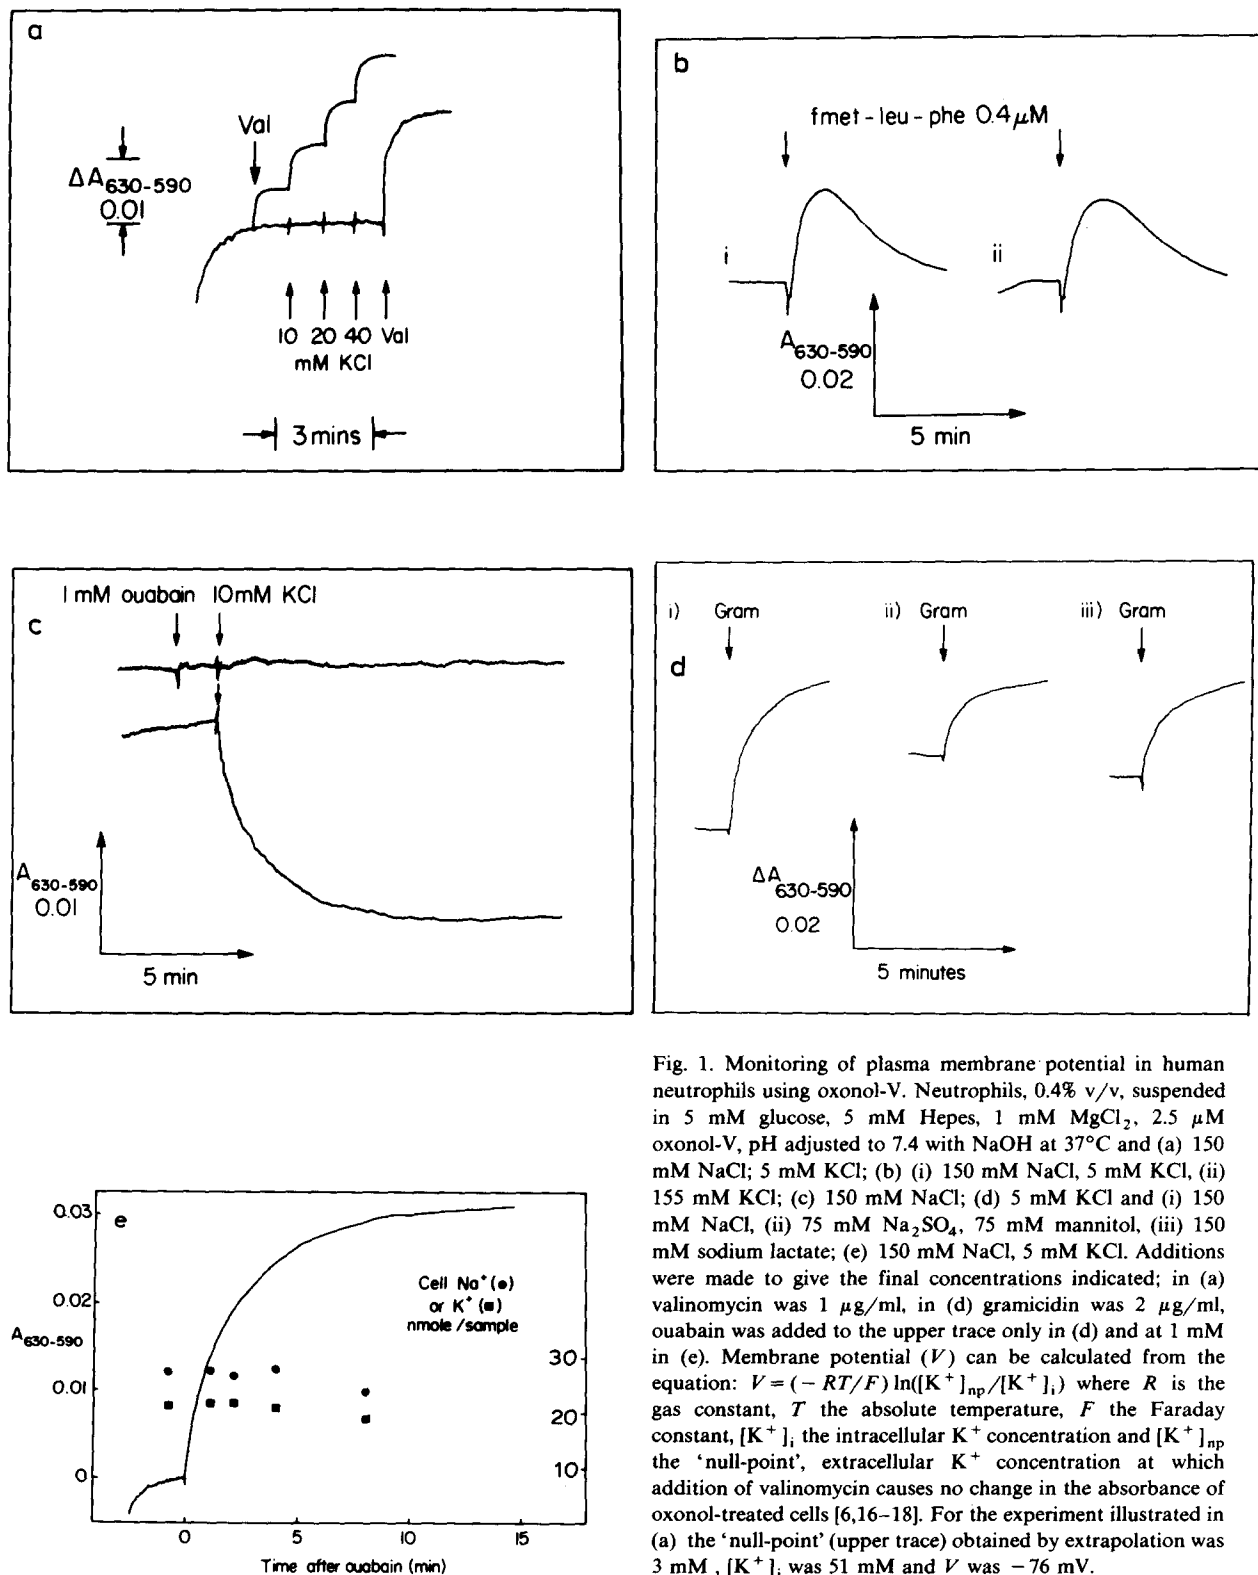 a
Val
ΔA630-590
0.01
10 20 40 Val
mM KCl
3 mins
b
fmet-leu-phe 0.4μM
i
ii
A630-590
0.02
5 min
1 mM ouabain 10mM KCl
c
A630-590
0.01
5 min
i) Gram ii) Gram iii) Gram
d
ΔA630-590
0.02
5 minutes
e
0.03
0.02
A630-590
0.01
0
Cell Na⁺(●)
or K⁺(■)
nmole/sample
30
20
10
0 5 10 15
Time after ouabain (min)
Fig. 1. Monitoring of plasma membrane potential in human
neutrophils using oxonol-V. Neutrophils, 0.4% v/v, suspended
in 5 mM glucose, 5 mM Hepes, 1 mM MgCl₂, 2.5 μM
oxonol-V, pH adjusted to 7.4 with NaOH at 37°C and (a) 150
mM NaCl; 5 mM KCl; (b) (i) 150 mM NaCl, 5 mM KCl, (ii)
155 mM KCl; (c) 150 mM NaCl; (d) 5 mM KCl and (i) 150
mM NaCl, (ii) 75 mM Na₂SO₄, 75 mM mannitol, (iii) 150
mM sodium lactate; (e) 150 mM NaCl, 5 mM KCl. Additions
were made to give the final concentrations indicated; in (a)
valinomycin was 1 μg/ml, in (d) gramicidin was 2 μg/ml,
ouabain was added to the upper trace only in (d) and at 1 mM
in (e). Membrane potential (V) can be calculated from the
equation: V=(−RT/F) ln([K⁺]np/[K⁺]i) where R is the
gas constant, T the absolute temperature, F the Faraday
constant, [K⁺]i the intracellular K⁺ concentration and [K⁺]np
the 'null-point', extracellular K⁺ concentration at which
addition of valinomycin causes no change in the absorbance of
oxonol-treated cells [6,16–18]. For the experiment illustrated in
(a) the 'null-point' (upper trace) obtained by extrapolation was
3 mM, [K⁺]i was 51 mM and V was −76 mV.